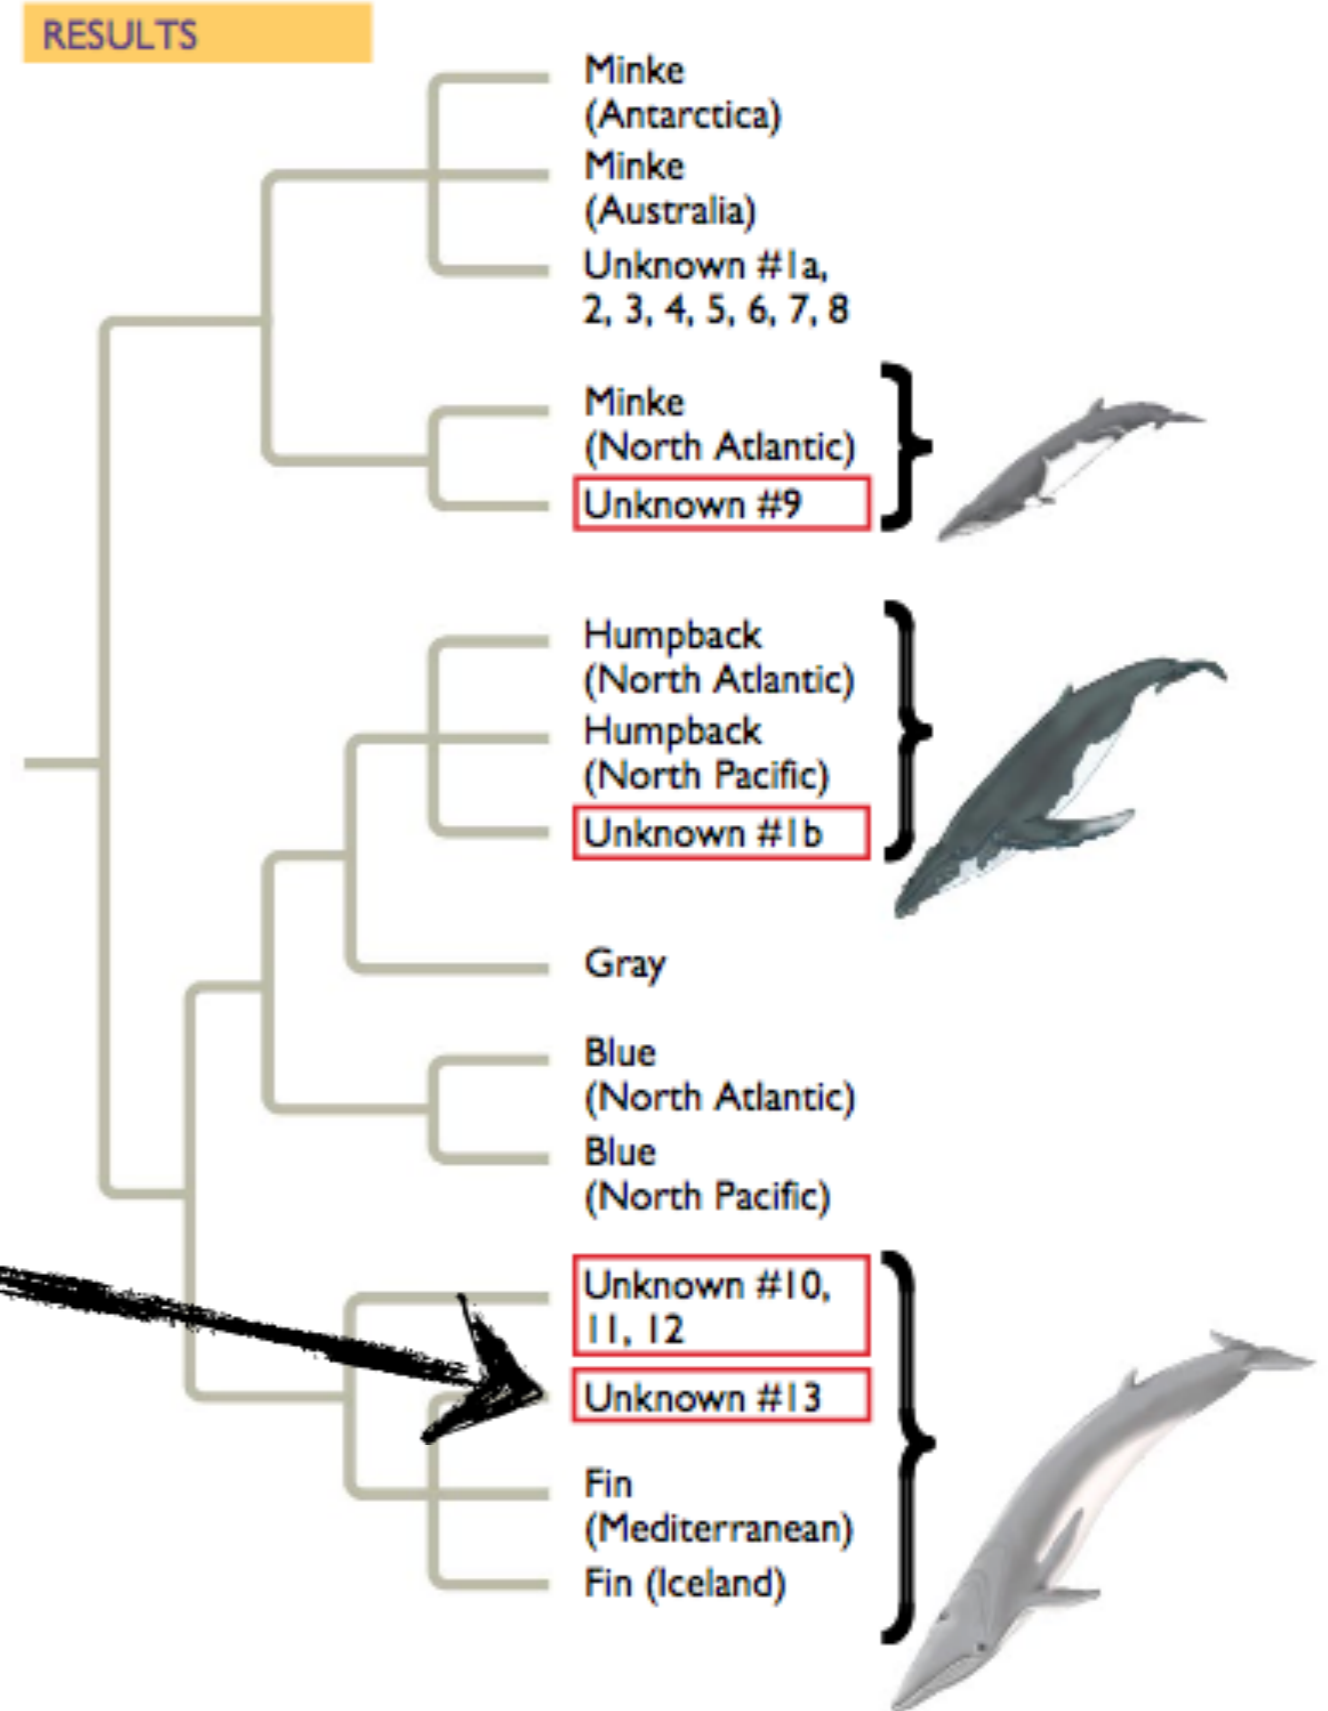 RESULTS
Minke
(Antarctica)
Minke
(Australia)
Unknown #1a,
2, 3, 4, 5, 6, 7, 8
Minke
(North Atlantic)
Unknown #9
Humpback
(North Atlantic)
Humpback
(North Pacific)
Unknown #1b
Gray
Blue
(North Atlantic)
Blue
(North Pacific)
Unknown #10,
11, 12
Unknown #13
Fin
(Mediterranean)
Fin (Iceland)